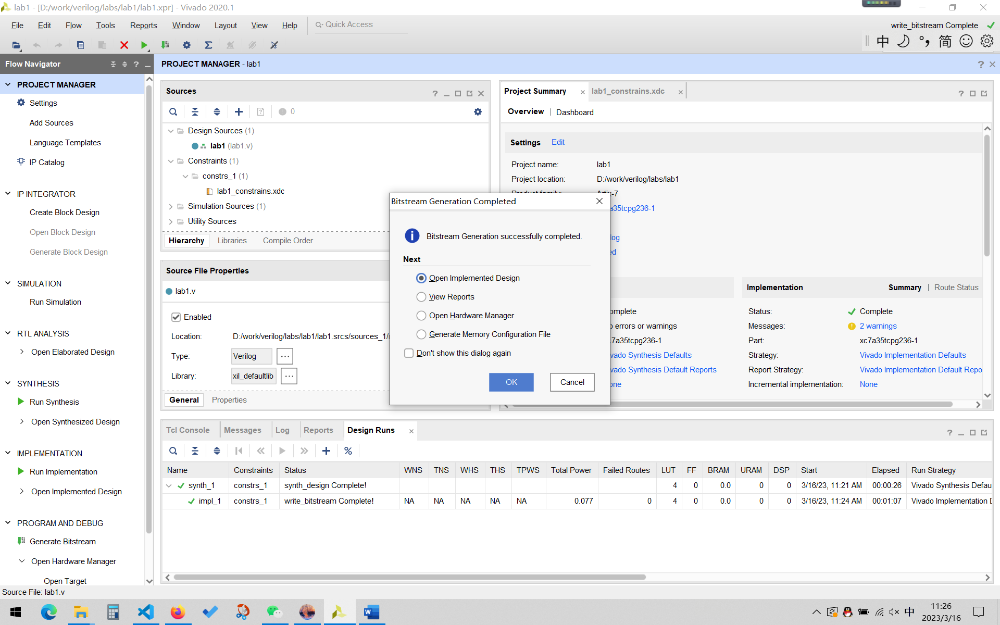 lab1 - [D:/work/verilog/labs/lab1/lab1.xpr] - Vivado 2020.1
File Edit Flow Tools Reports Window Layout View Help Quick Access
write_bitstream Complete
中 简
Flow Navigator
PROJECT MANAGER - lab1
PROJECT MANAGER
Settings
Add Sources
Language Templates
IP Catalog
IP INTEGRATOR
Create Block Design
Open Block Design
Generate Block Design
SIMULATION
Run Simulation
RTL ANALYSIS
Open Elaborated Design
SYNTHESIS
Run Synthesis
Open Synthesized Design
IMPLEMENTATION
Run Implementation
Open Implemented Design
PROGRAM AND DEBUG
Generate Bitstream
Open Hardware Manager
Open Target
Sources
0
Design Sources (1)
lab1 (lab1.v)
Constraints (1)
constrs_1 (1)
lab1_constrains.xdc
Simulation Sources (1)
Utility Sources
Hierarchy Libraries Compile Order
Source File Properties
lab1.v
Enabled
Location: D:/work/verilog/labs/lab1/lab1.srcs/sources_1/
Type: Verilog ...
Library: xil_defaultlib ...
General Properties
Project Summary lab1_constrains.xdc
Overview | Dashboard
Settings Edit
Project name: lab1
Project location: D:/work/verilog/labs/lab1
Product family: Artix-7
a35tcpg236-1
log
ed
Implementation Summary | Route Status
omplete
o errors or warnings
7a35tcpg236-1
vado Synthesis Defaults
vado Synthesis Default Reports
one
Status: Complete
Messages: 2 warnings
Part: xc7a35tcpg236-1
Strategy: Vivado Implementation Defaults
Report Strategy: Vivado Implementation Default Repo
Incremental implementation: None
Bitstream Generation Completed
Bitstream Generation successfully completed.
Next
Open Implemented Design
View Reports
Open Hardware Manager
Generate Memory Configuration File
Don't show this dialog again
OK Cancel
Tcl Console Messages Log Reports Design Runs
Name Constraints Status WNS TNS WHS THS TPWS Total Power Failed Routes LUT FF BRAM URAM DSP Start Elapsed Run Strategy
synth_1 constrs_1 synth_design Complete! 4 0 0.0 0 0 3/16/23, 11:21 AM 00:00:26 Vivado Synthesis Defau
impl_1 constrs_1 write_bitstream Complete! NA NA NA NA NA 0.077 0 4 0 0.0 0 0 3/16/23, 11:24 AM 00:01:07 Vivado Implementation
Source File: lab1.v
中
11:26
2023/3/16